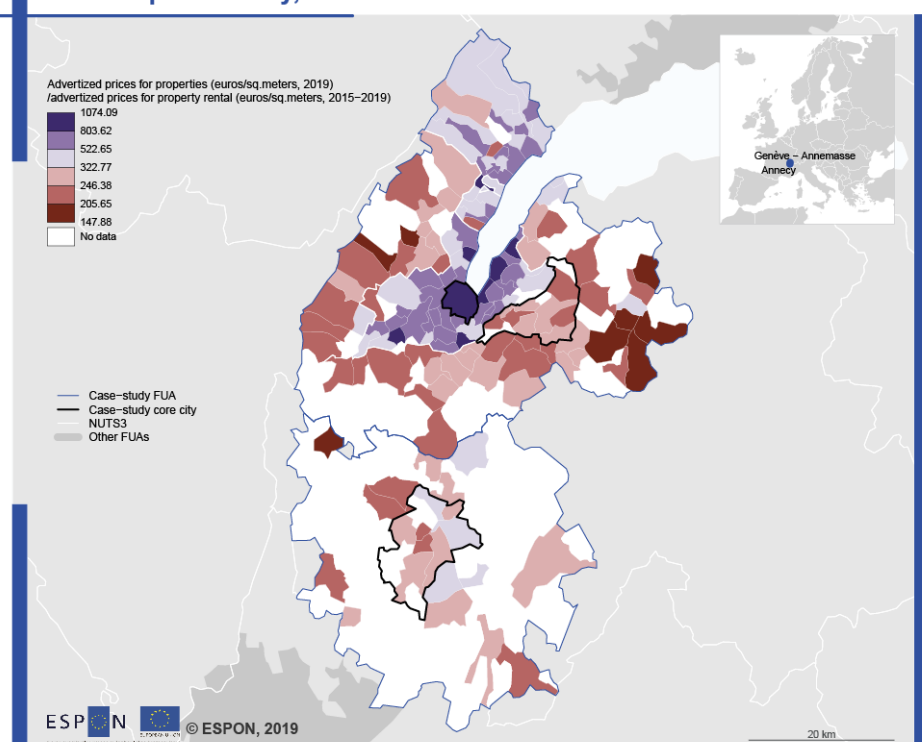 Advertized prices for properties (euros/sq.meters, 2019)
/advertized prices for property rental (euros/sq.meters, 2015−2019)
1074.09
803.62
522.65
322.77
246.38
205.65
147.88
No data
Genève − Annemasse
Annecy
Case−study FUA
Case−study core city
NUTS3
Other FUAs
ESPON
© ESPON, 2019
20 km